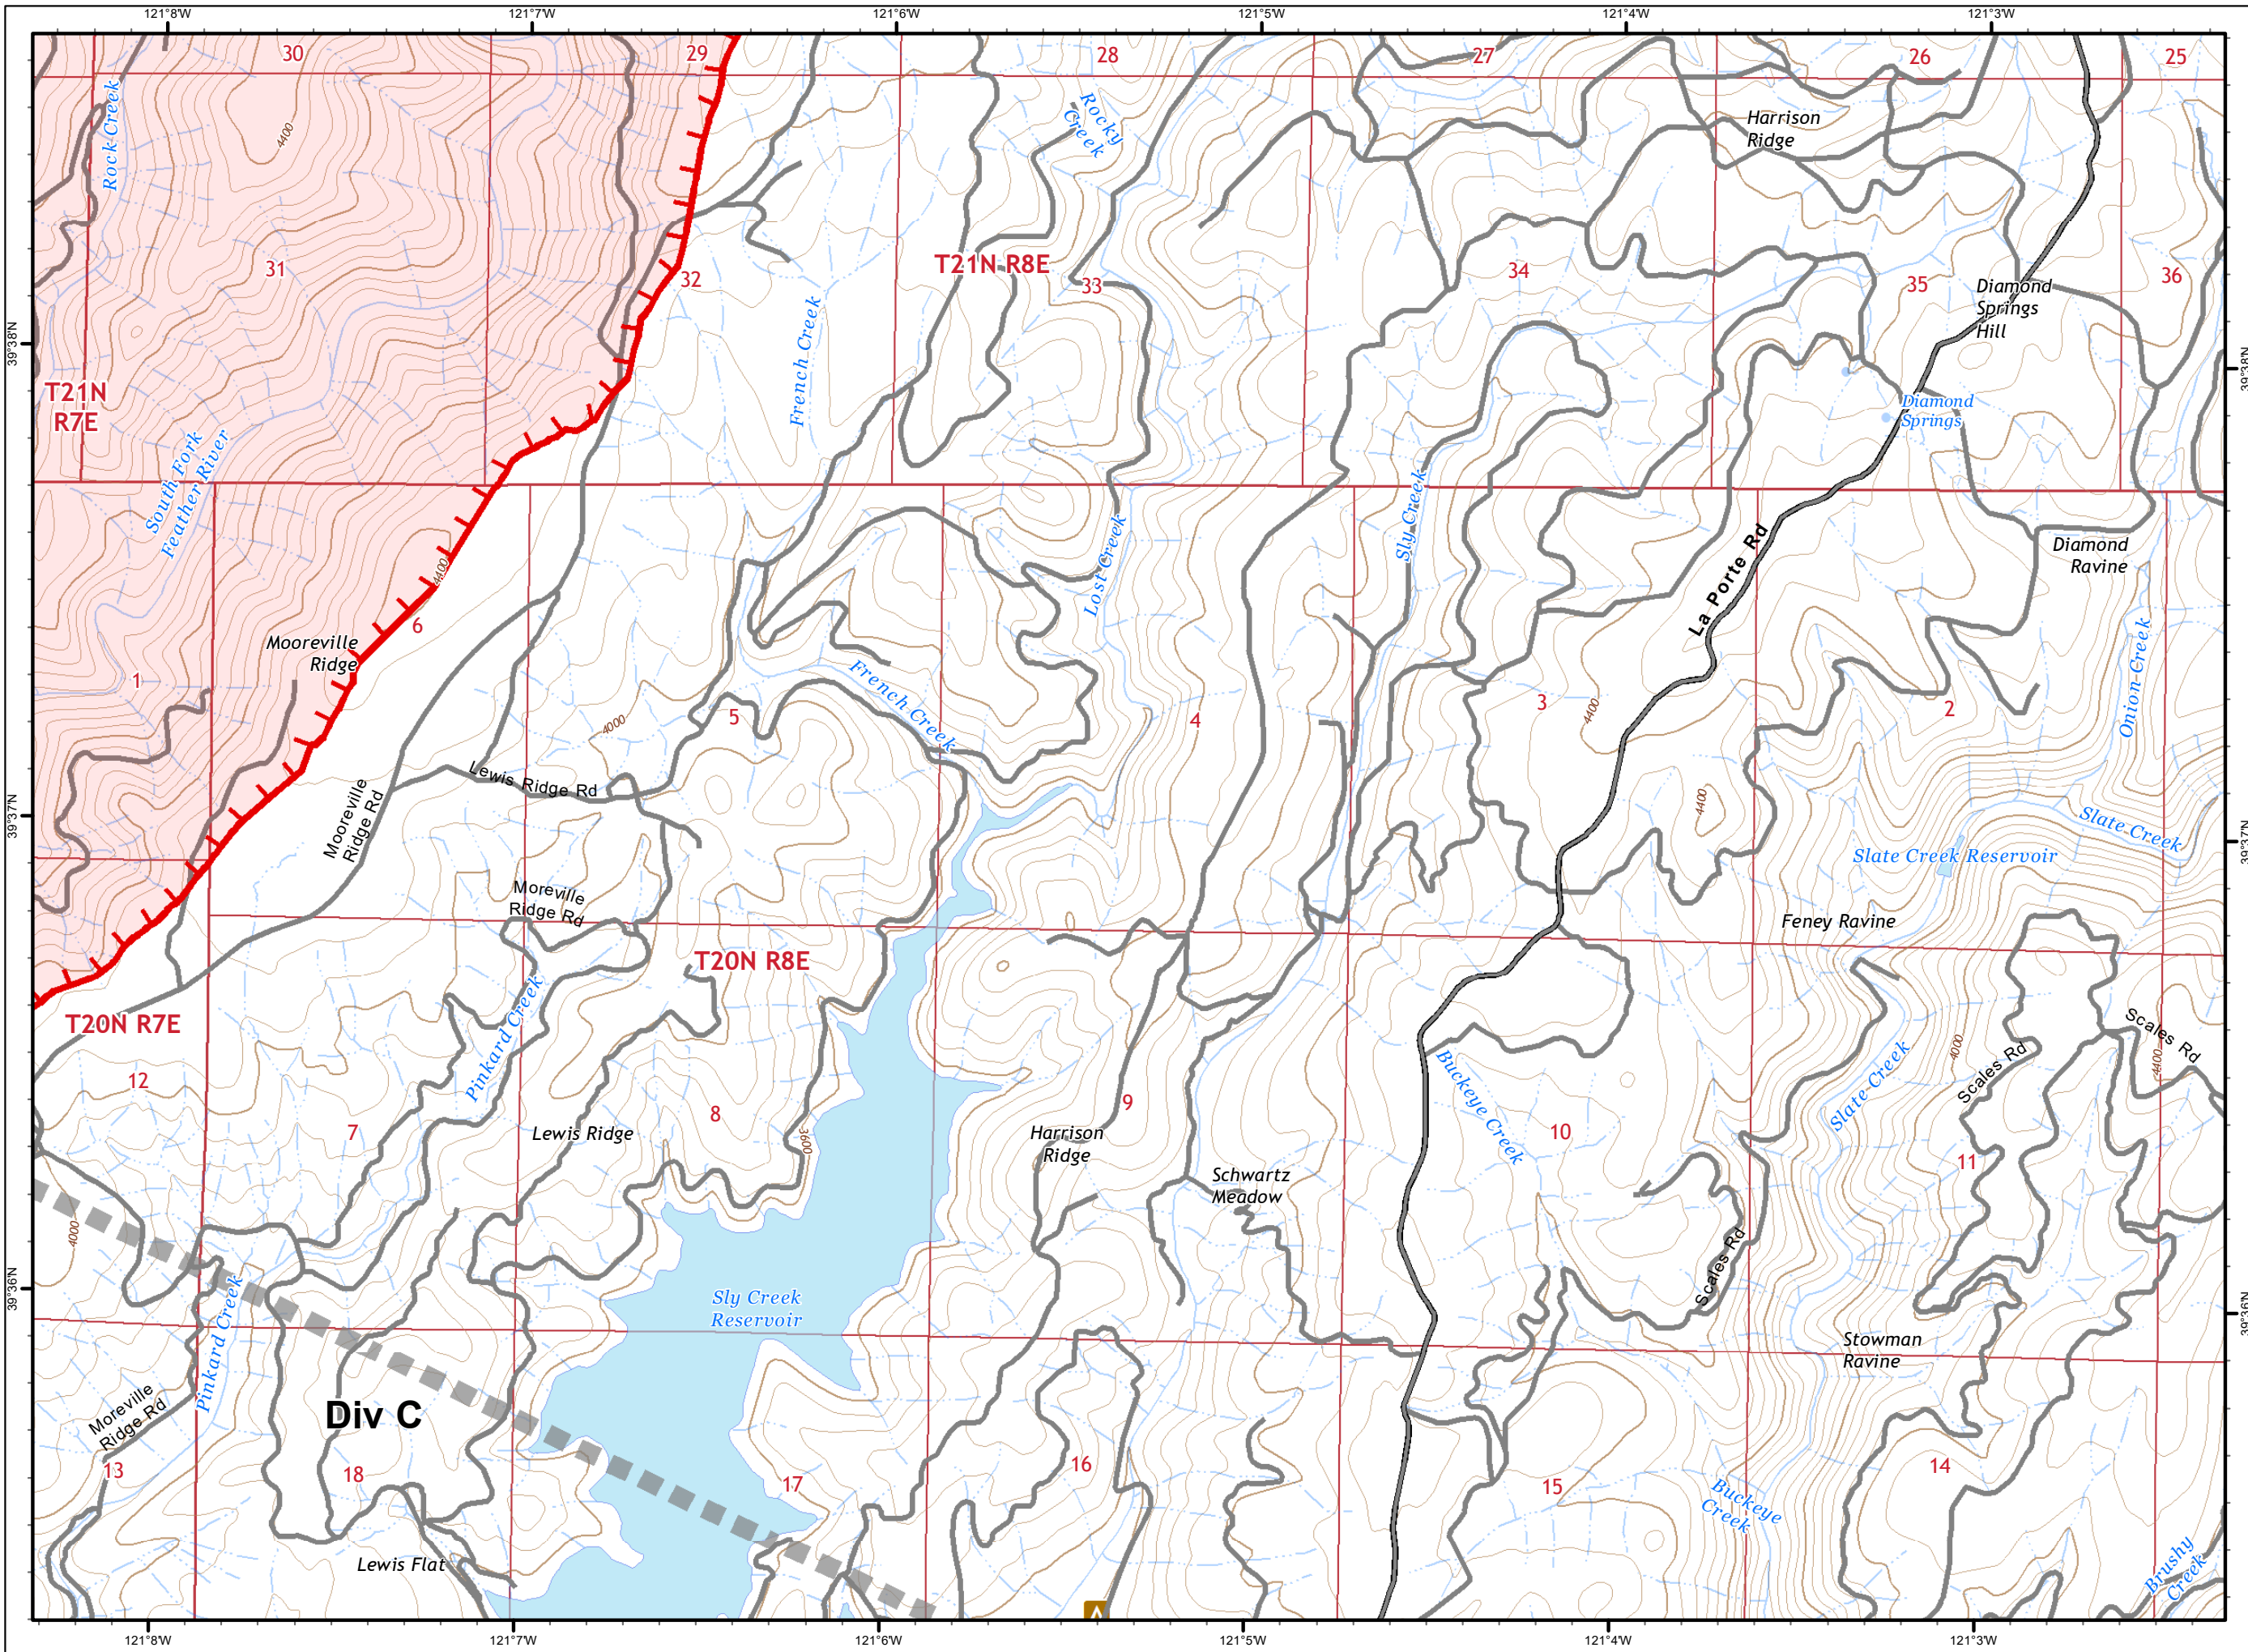 121°8'W 121°7'W 121°6'W 121°5'W 121°4'W 121°3'W
30 29 28 27 26 25
Rock Creek
4400
Rocky
Creek
Harrison
Ridge
31
32
T21N R8E
33
34
35
36
Diamond
Springs
Hill
39°38'N
39°38'N
French Creek
T21N
R7E
Diamond
Springs
South Fork
Feather River
Sly Creek
Lost Creek
La Porte Rd
Diamond
Ravine
4400
6
Mooreville
Ridge
1
French Creek
Onion Creek
4000
5
4
3
4400
2
Lewis Ridge Rd
Mooreville
Ridge Rd
4400
39°37'N
39°37'N
Slate Creek
Slate Creek Reservoir
Moreville
Ridge Rd
Feney Ravine
T20N R8E
T20N R7E
Pinkard Creek
Scales Rd
4400
4000
Scales Rd
Slate Creek
Buckeye Creek
12
7
8
9
10
11
Lewis Ridge
3600
Harrison
Ridge
Schwartz
Meadow
4000
Scales Rd
39°36'N
39°36'N
Pinkard Creek
Sly Creek
Reservoir
Stowman
Ravine
Moreville
Ridge Rd
Div C
13
18
17
16
15
14
Buckeye
Creek
Lewis Flat
Brushy
Creek
121°8'W 121°7'W 121°6'W 121°5'W 121°4'W 121°3'W